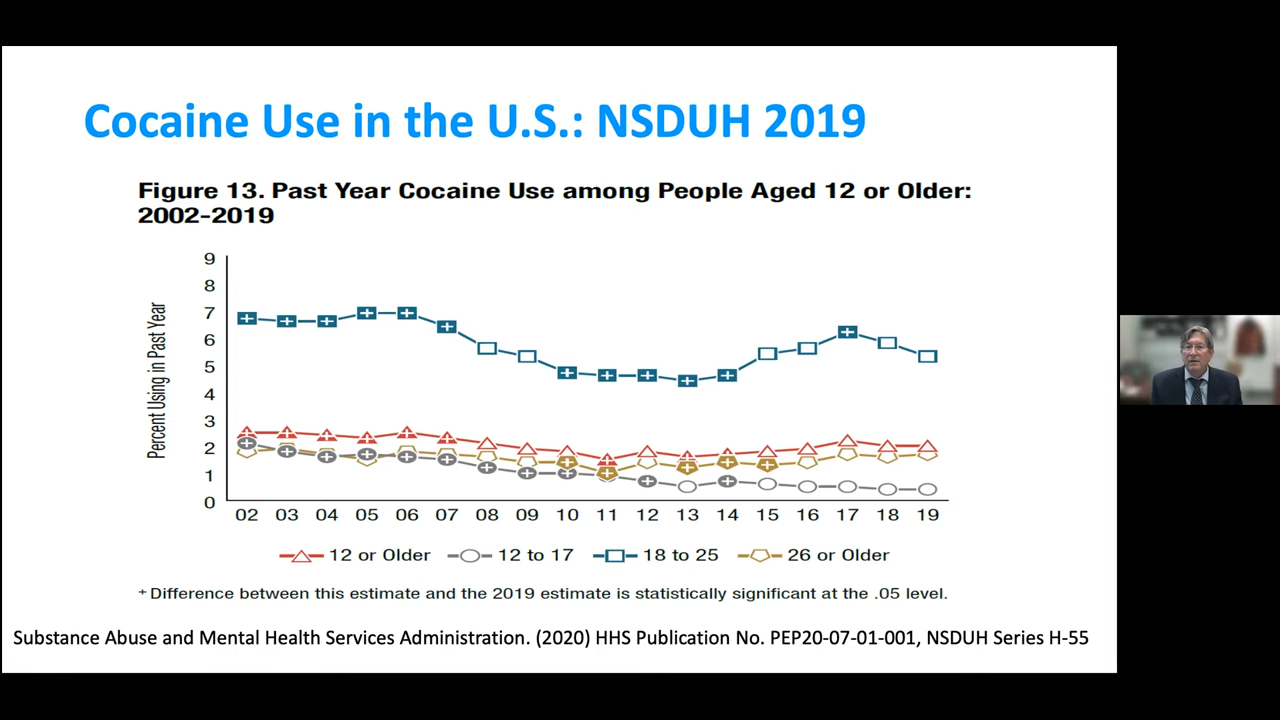 Cocaine Use in the U.S.: NSDUH 2019
Figure 13. Past Year Cocaine Use among People Aged 12 or Older:
2002-2019
Percent Using in Past Year
9
8
7
6
5
4
3
2
1
0
02 03 04 05 06 07 08 09 10 11 12 13 14 15 16 17 18 19
12 or Older 12 to 17 18 to 25 26 or Older
+ Difference between this estimate and the 2019 estimate is statistically significant at the .05 level.
Substance Abuse and Mental Health Services Administration. (2020) HHS Publication No. PEP20-07-01-001, NSDUH Series H-55